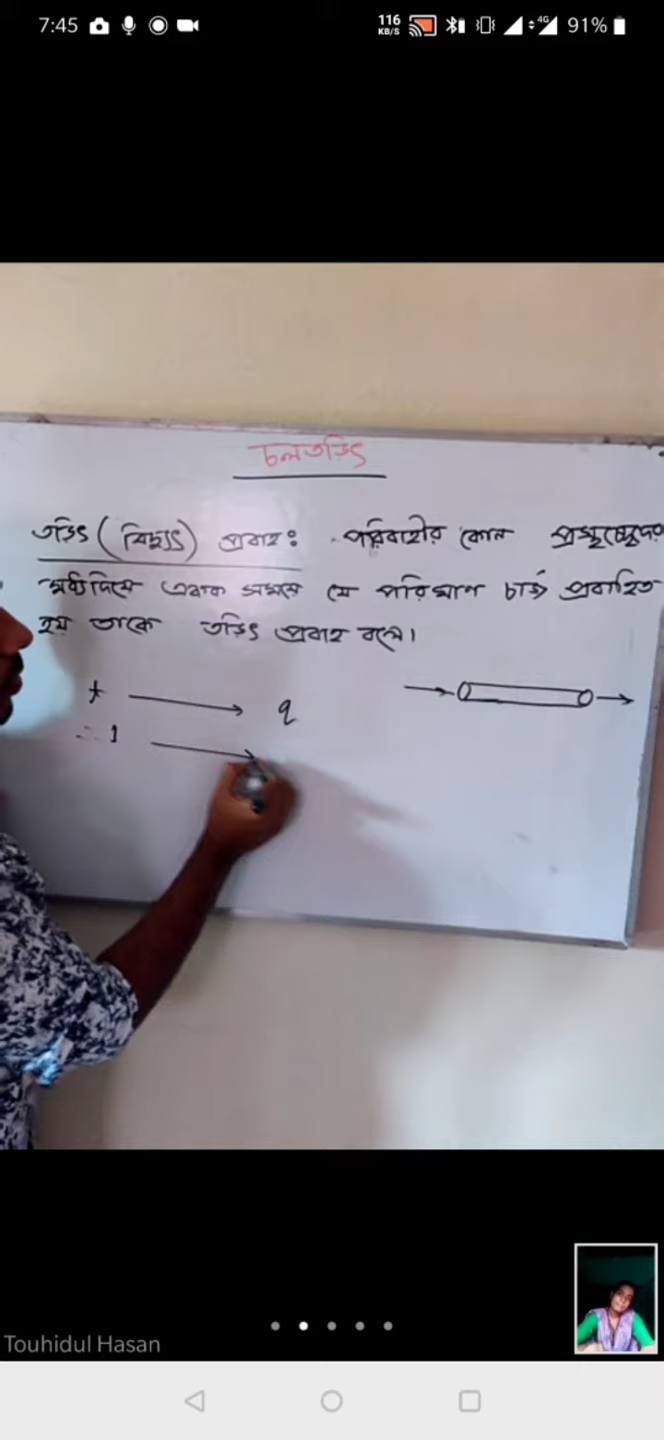 7:45
116
KB/S
4G
91%
চলতড়িৎ
তড়িৎ (বিদ্যুৎ) প্রবাহঃ পরিবাহীর কোন প্রস্থচ্ছেদের
মধ্যদিয়ে একক সময়ে যে পরিমাণ চার্জ প্রবাহিত
হয় তাকে তড়িৎ প্রবাহ বলে।
t → q
∴ 1 →
Touhidul Hasan